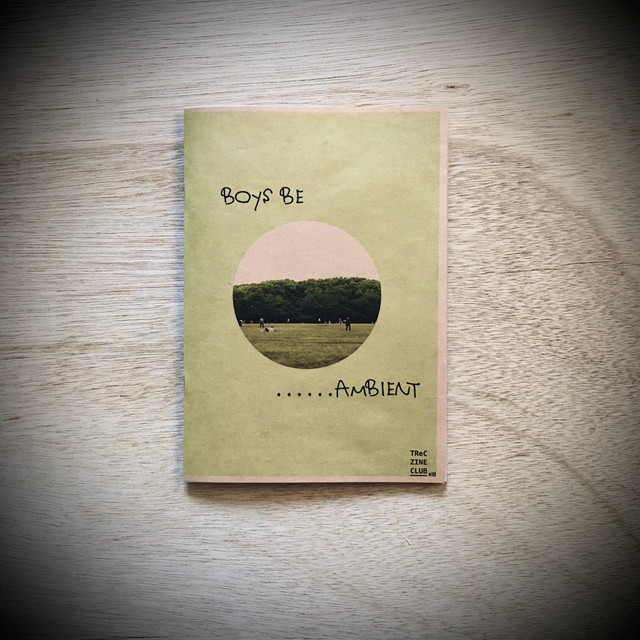 BOYS BE
......AMBIENT
TReC
ZINE
CLUB